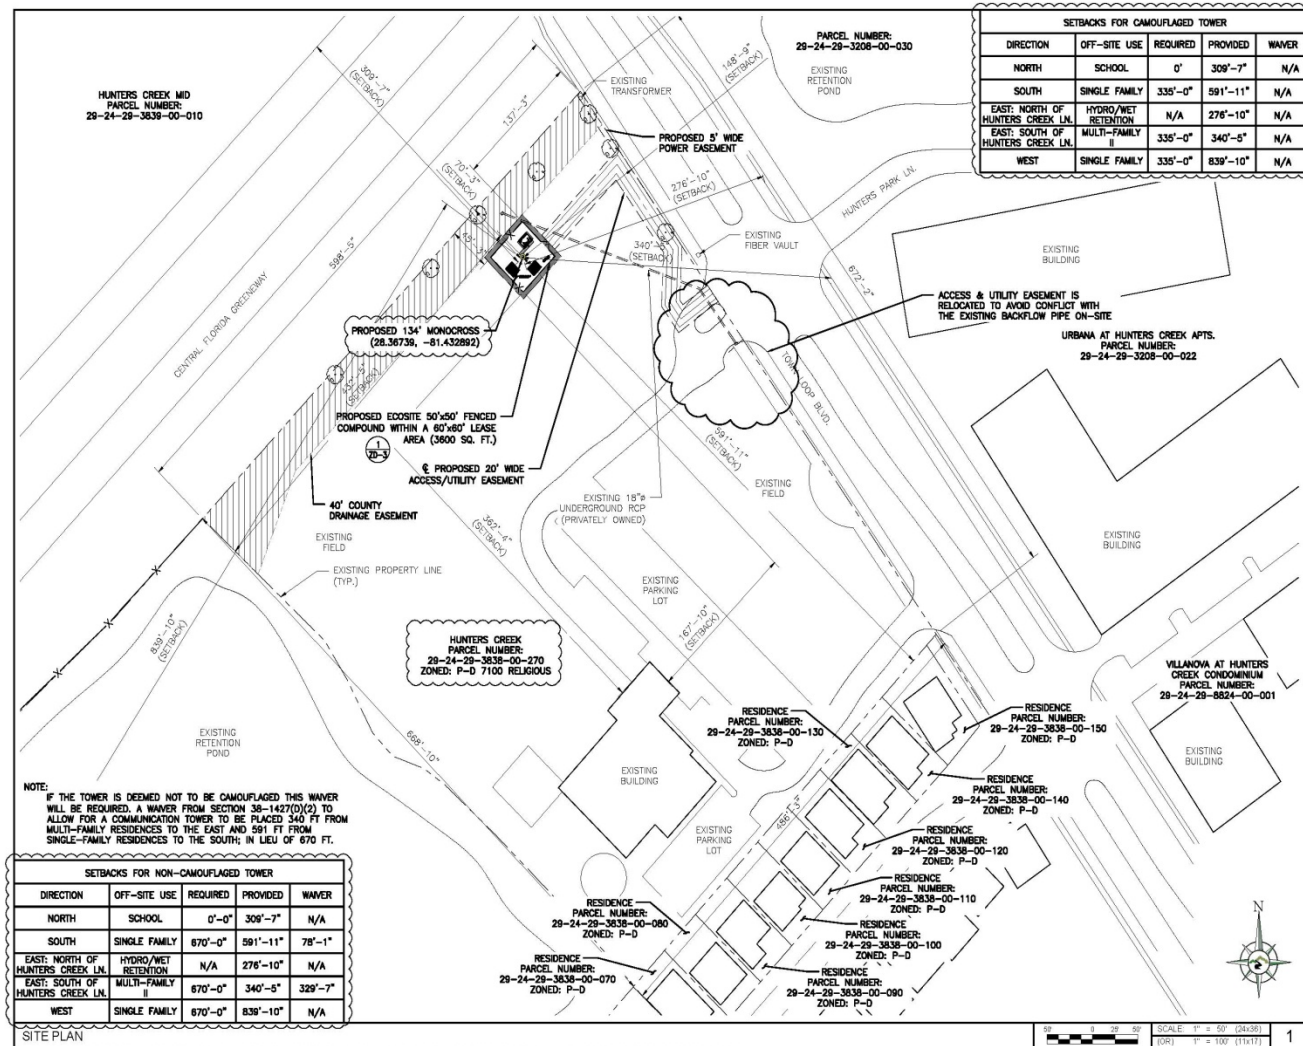 SETBACKS FOR CAMOUFLAGED TOWER
DIRECTION OFF-SITE USE REQUIRED PROVIDED WAIVER
NORTH SCHOOL 0' 309'-7" N/A
SOUTH SINGLE FAMILY 335'-0" 591'-11" N/A
EAST: NORTH OF HUNTERS CREEK LN. HYDRO/WET RETENTION N/A 276'-10" N/A
EAST: SOUTH OF HUNTERS CREEK LN. MULTI-FAMILY II 335'-0" 340'-5" N/A
WEST SINGLE FAMILY 335'-0" 839'-10" N/A
HUNTERS CREEK MID
PARCEL NUMBER:
29-24-29-3839-00-010
309'-7"
(SETBACK)
137'-3"
EXISTING
TRANSFORMER
148'-9"
(SETBACK)
PARCEL NUMBER:
29-24-29-3208-00-030
EXISTING
RETENTION
POND
PROPOSED 5' WIDE
POWER EASEMENT
70'-3"
(SETBACK)
276'-10"
(SETBACK)
HUNTERS PARK LN.
598'-5"
340'-5"
(SETBACK)
EXISTING
FIBER VAULT
672'-2"
EXISTING
BUILDING
CENTRAL FLORIDA GREENEWAY
ACCESS & UTILITY EASEMENT IS
RELOCATED TO AVOID CONFLICT WITH
THE EXISTING BACKFLOW PIPE ON-SITE
PROPOSED 134' MONOCROSS
(28.36739, -81.432892)
URBANA AT HUNTERS CREEK APTS.
PARCEL NUMBER:
29-24-29-3208-00-022
TOWN LOOP BLVD.
(SETBACK)
PROPOSED ECOSITE 50'x50' FENCED
COMPOUND WITHIN A 60'x60' LEASE
AREA (3600 SQ. FT.)
1
ZD-3
591'-11"
(SETBACK)
℄ PROPOSED 20' WIDE
ACCESS/UTILITY EASEMENT
40' COUNTY
DRAINAGE EASEMENT
EXISTING 18"ø
UNDERGROUND RCP
(PRIVATELY OWNED)
EXISTING
FIELD
362'-4"
(SETBACK)
EXISTING
FIELD
EXISTING
BUILDING
EXISTING PROPERTY LINE
(TYP.)
EXISTING
PARKING
LOT
839'-10"
(SETBACK)
167'-10"
(SETBACK)
HUNTERS CREEK
PARCEL NUMBER:
29-24-29-3838-00-270
ZONED: P-D 7100 RELIGIOUS
VILLANOVA AT HUNTERS
CREEK CONDOMINIUM
PARCEL NUMBER:
29-24-29-8824-00-001
RESIDENCE
PARCEL NUMBER:
29-24-29-3838-00-130
ZONED: P-D
RESIDENCE
PARCEL NUMBER:
29-24-29-3838-00-150
ZONED: P-D
EXISTING
RETENTION
POND
668'-10"
EXISTING
BUILDING
EXISTING
BUILDING
RESIDENCE
PARCEL NUMBER:
29-24-29-3838-00-140
ZONED: P-D
NOTE:
IF THE TOWER IS DEEMED NOT TO BE CAMOUFLAGED THIS WAIVER
WILL BE REQUIRED. A WAIVER FROM SECTION 38-1427(D)(2) TO
ALLOW FOR A COMMUNICATION TOWER TO BE PLACED 340 FT FROM
MULTI-FAMILY RESIDENCES TO THE EAST AND 591 FT FROM
SINGLE-FAMILY RESIDENCES TO THE SOUTH; IN LIEU OF 670 FT.
486'-3"
EXISTING
PARKING
LOT
RESIDENCE
PARCEL NUMBER:
29-24-29-3838-00-120
ZONED: P-D
RESIDENCE
PARCEL NUMBER:
29-24-29-3838-00-110
ZONED: P-D
RESIDENCE
PARCEL NUMBER:
29-24-29-3838-00-080
ZONED: P-D
RESIDENCE
PARCEL NUMBER:
29-24-29-3838-00-100
ZONED: P-D
RESIDENCE
PARCEL NUMBER:
29-24-29-3838-00-070
ZONED: P-D
RESIDENCE
PARCEL NUMBER:
29-24-29-3838-00-090
ZONED: P-D
N
SETBACKS FOR NON-CAMOUFLAGED TOWER
DIRECTION OFF-SITE USE REQUIRED PROVIDED WAIVER
NORTH SCHOOL 0'-0" 309'-7" N/A
SOUTH SINGLE FAMILY 670'-0" 591'-11" 78'-1"
EAST: NORTH OF HUNTERS CREEK LN. HYDRO/WET RETENTION N/A 276'-10" N/A
EAST: SOUTH OF HUNTERS CREEK LN. MULTI-FAMILY II 670'-0" 340'-5" 329'-7"
WEST SINGLE FAMILY 670'-0" 839'-10" N/A
SITE PLAN
50' 0 25' 50'
SCALE: 1" = 50' (24x36)
(OR) 1" = 100' (11x17)
1